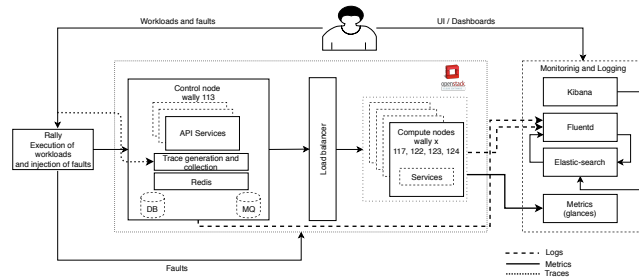 Workloads and faults
UI / Dashboards
openstack
Control node
wally 113
API Services
Trace generation and
collection
Redis
DB
MQ
Rally
Execution of
workloads
and injection of faults
Load balancer
Compute nodes
wally x
117, 122, 123, 124
Services
Monitorinig and Logging
Kibana
Fluentd
Elastic-search
Metrics
(glances)
Faults
Logs
Metrics
Traces